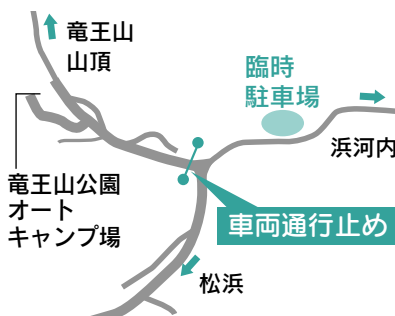 竜王山
山頂
臨時
駐車場
浜河内
竜王山公園
オート
キャンプ場
車両通行止め
松浜